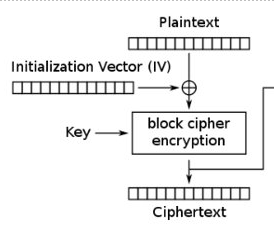 Plaintext
Initialization Vector (IV)
Key
block cipher
encryption
Ciphertext